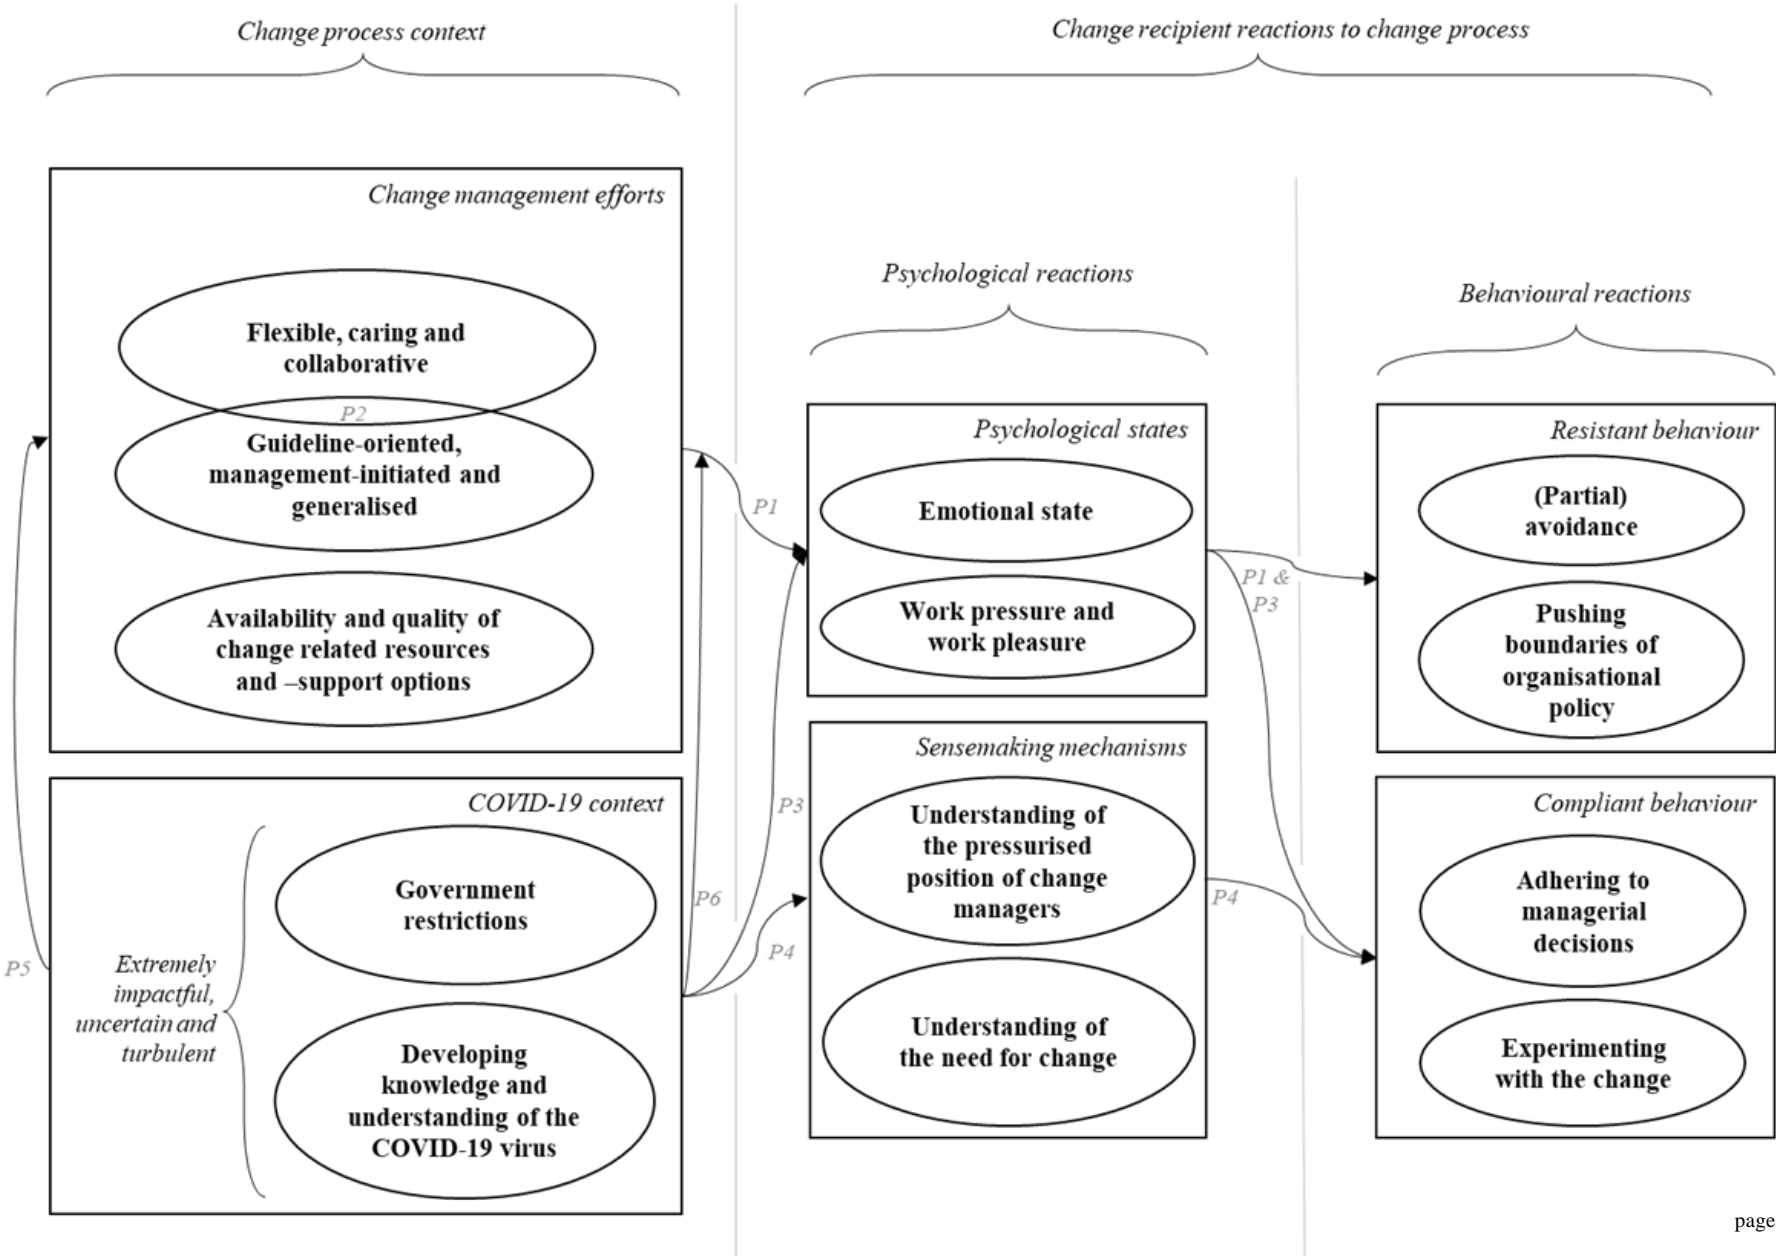 Change process context
Change recipient reactions to change process
Change management efforts
Flexible, caring and
collaborative
P2
Guideline-oriented,
management-initiated and
generalised
Availability and quality of
change related resources
and –support options
COVID-19 context
Government
restrictions
Extremely
impactful,
uncertain and
turbulent
Developing
knowledge and
understanding of the
COVID-19 virus
P5
P1
P3
P6
P4
Psychological reactions
Psychological states
Emotional state
Work pressure and
work pleasure
Sensemaking mechanisms
Understanding of
the pressurised
position of change
managers
Understanding of
the need for change
P1 &
P3
P4
Behavioural reactions
Resistant behaviour
(Partial)
avoidance
Pushing
boundaries of
organisational
policy
Compliant behaviour
Adhering to
managerial
decisions
Experimenting
with the change
page